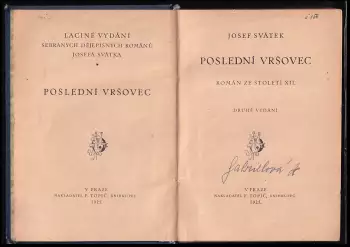 LACINÉ VYDÁNÍ
SEBRANÝCH DĚJEPISNÝCH ROMÁNŮ
JOSEFA SVÁTKA
POSLEDNÍ VRŠOVEC
V PRAZE
NAKLADATEL F. TOPIČ, KNIHKUPEC
JOSEF SVÁTEK
POSLEDNÍ VRŠOVEC
ROMÁN ZE STOLETÍ XII.
DRUHÉ VYDÁNÍ
V PRAZE
NAKLADATEL F. TOPIČ, KNIHKUPEC